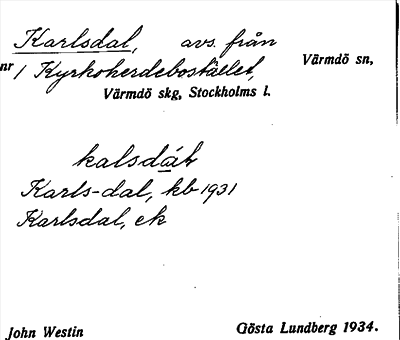 Karlsdal, avs. från
nr 1 Kyrkoherdebostället, Värmdö sn,
Värmdö skg, Stockholms l.
kalsdáḷ
Karls-dal, kb 1931
Karlsdal, ek
John Westin Gösta Lundberg 1934.